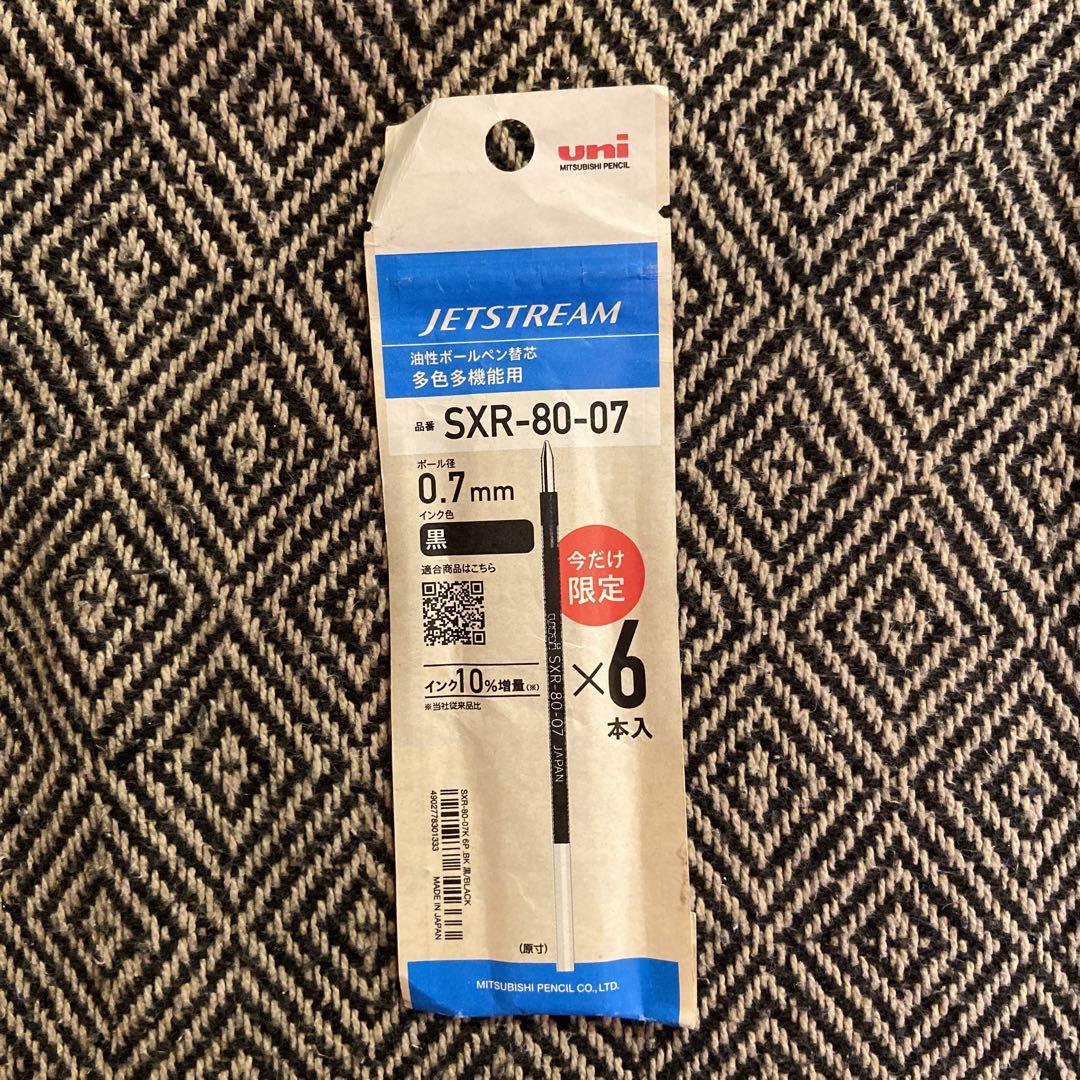 uni
MITSUBISHI PENCIL
JETSTREAM
油性ボールペン替芯
多色多機能用
品番 SXR-80-07
ボール径
0.7mm
インク色
黒
適合商品はこちら
今だけ
限定
×6
本入
インク10%増量(※)
※当社従来品比
uni SXR-80-07 JAPAN
SXR-80-07K 6P .BK 黒/BLACK
4902778301333
MADE IN JAPAN
(原寸)
MITSUBISHI PENCIL CO., LTD.